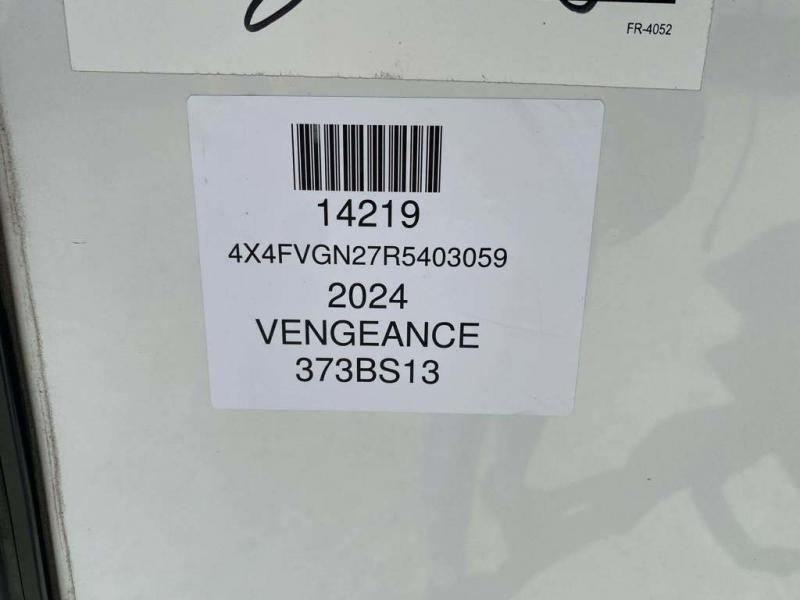 FR-4052
14219
4X4FVGN27R5403059
2024
VENGEANCE
373BS13